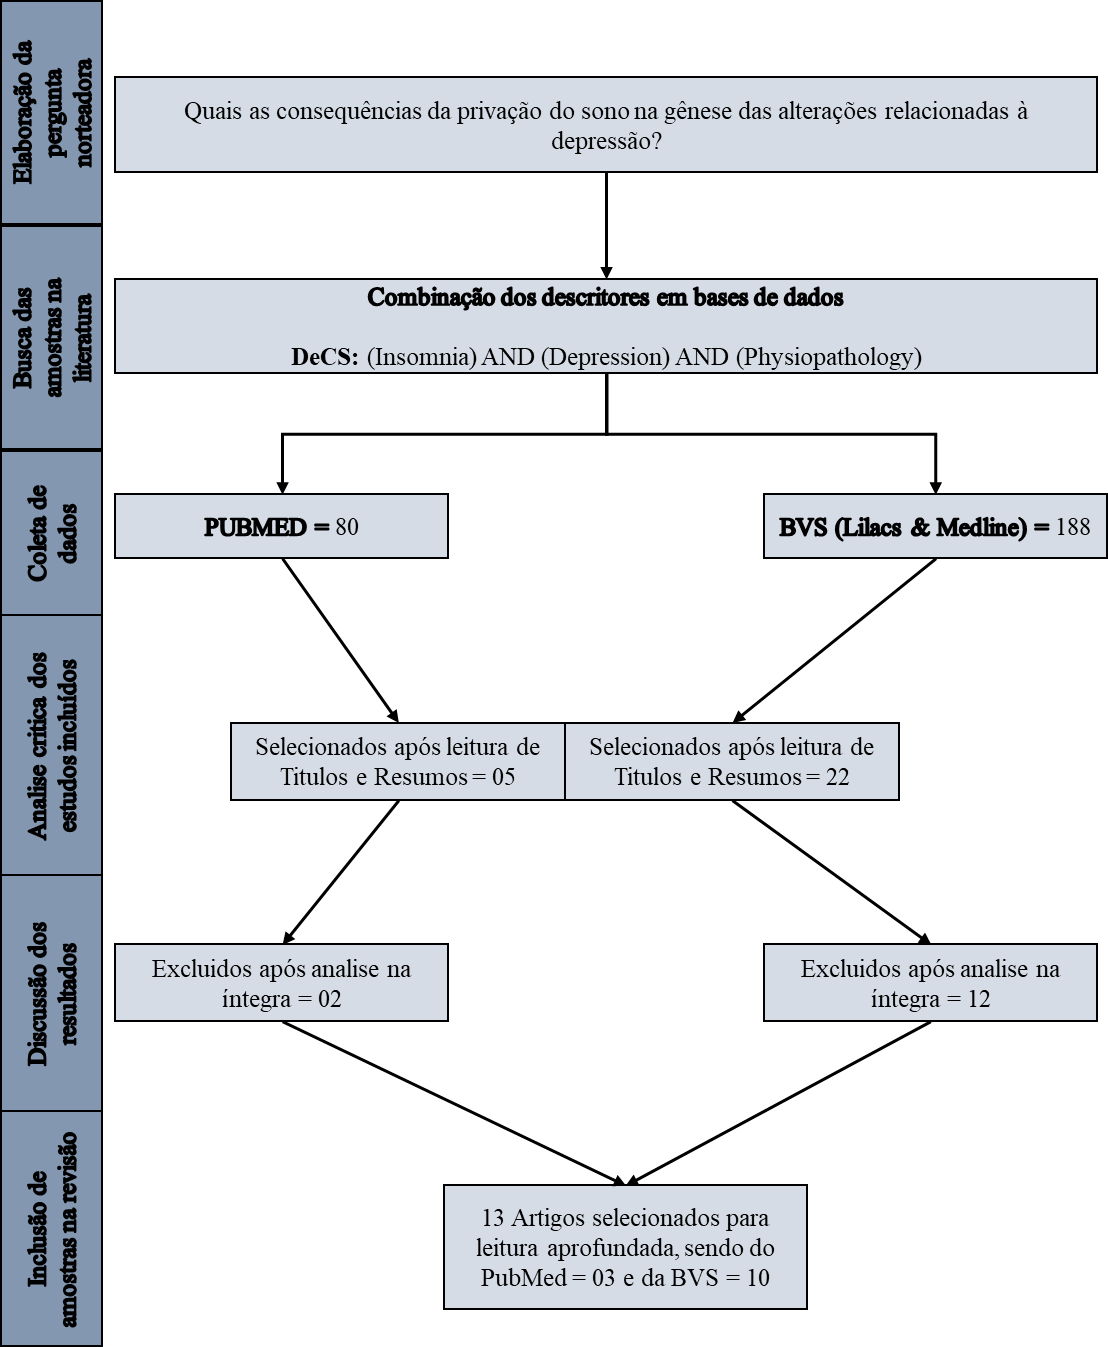 Elaboração da
pergunta
norteadora
Quais as consequências da privação do sono na gênese das alterações relacionadas à
depressão?
Busca das
amostras na
literatura
Combinação dos descritores em bases de dados
DeCS: (Insomnia) AND (Depression) AND (Physiopathology)
Coleta de
dados
PUBMED = 80
BVS (Lilacs & Medline) = 188
Analise critica dos
estudos incluídos
Selecionados após leitura de
Titulos e Resumos = 05
Selecionados após leitura de
Titulos e Resumos = 22
Discussão dos
resultados
Excluidos após analise na
íntegra = 02
Excluidos após analise na
íntegra = 12
Inclusão de
amostras na revisão
13 Artigos selecionados para
leitura aprofundada, sendo do
PubMed = 03 e da BVS = 10